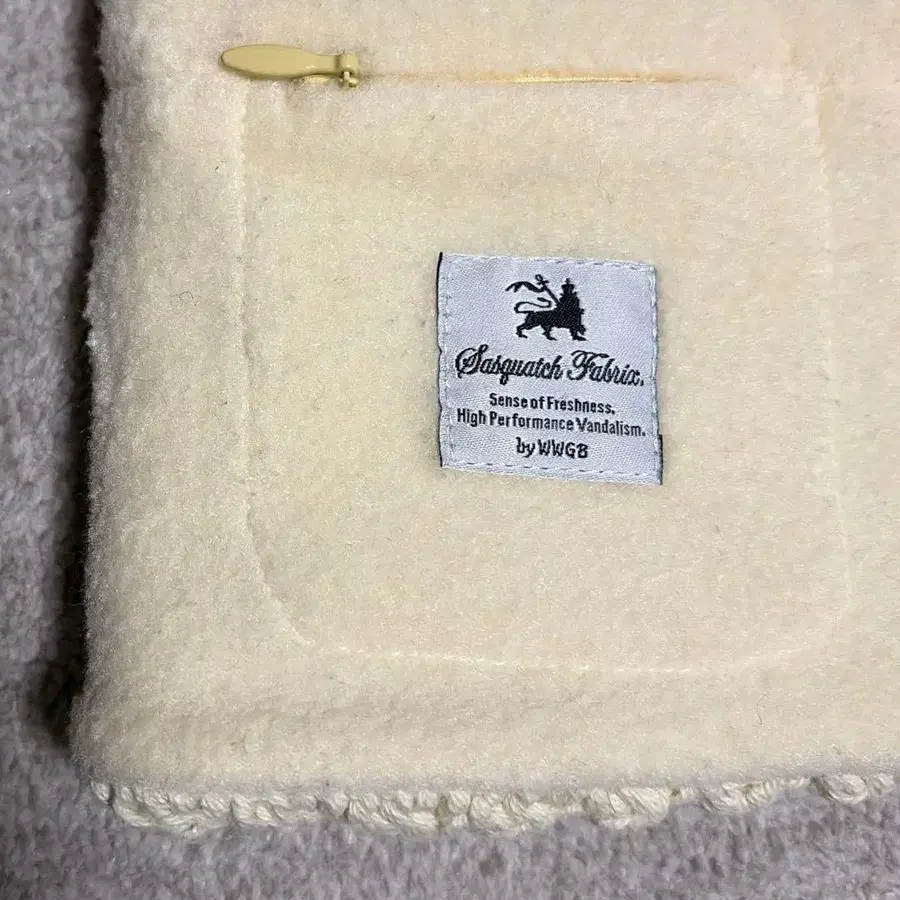 Sasquatch Fabrix.
Sense of Freshness.
High Performance Vandalism.
by WWGB